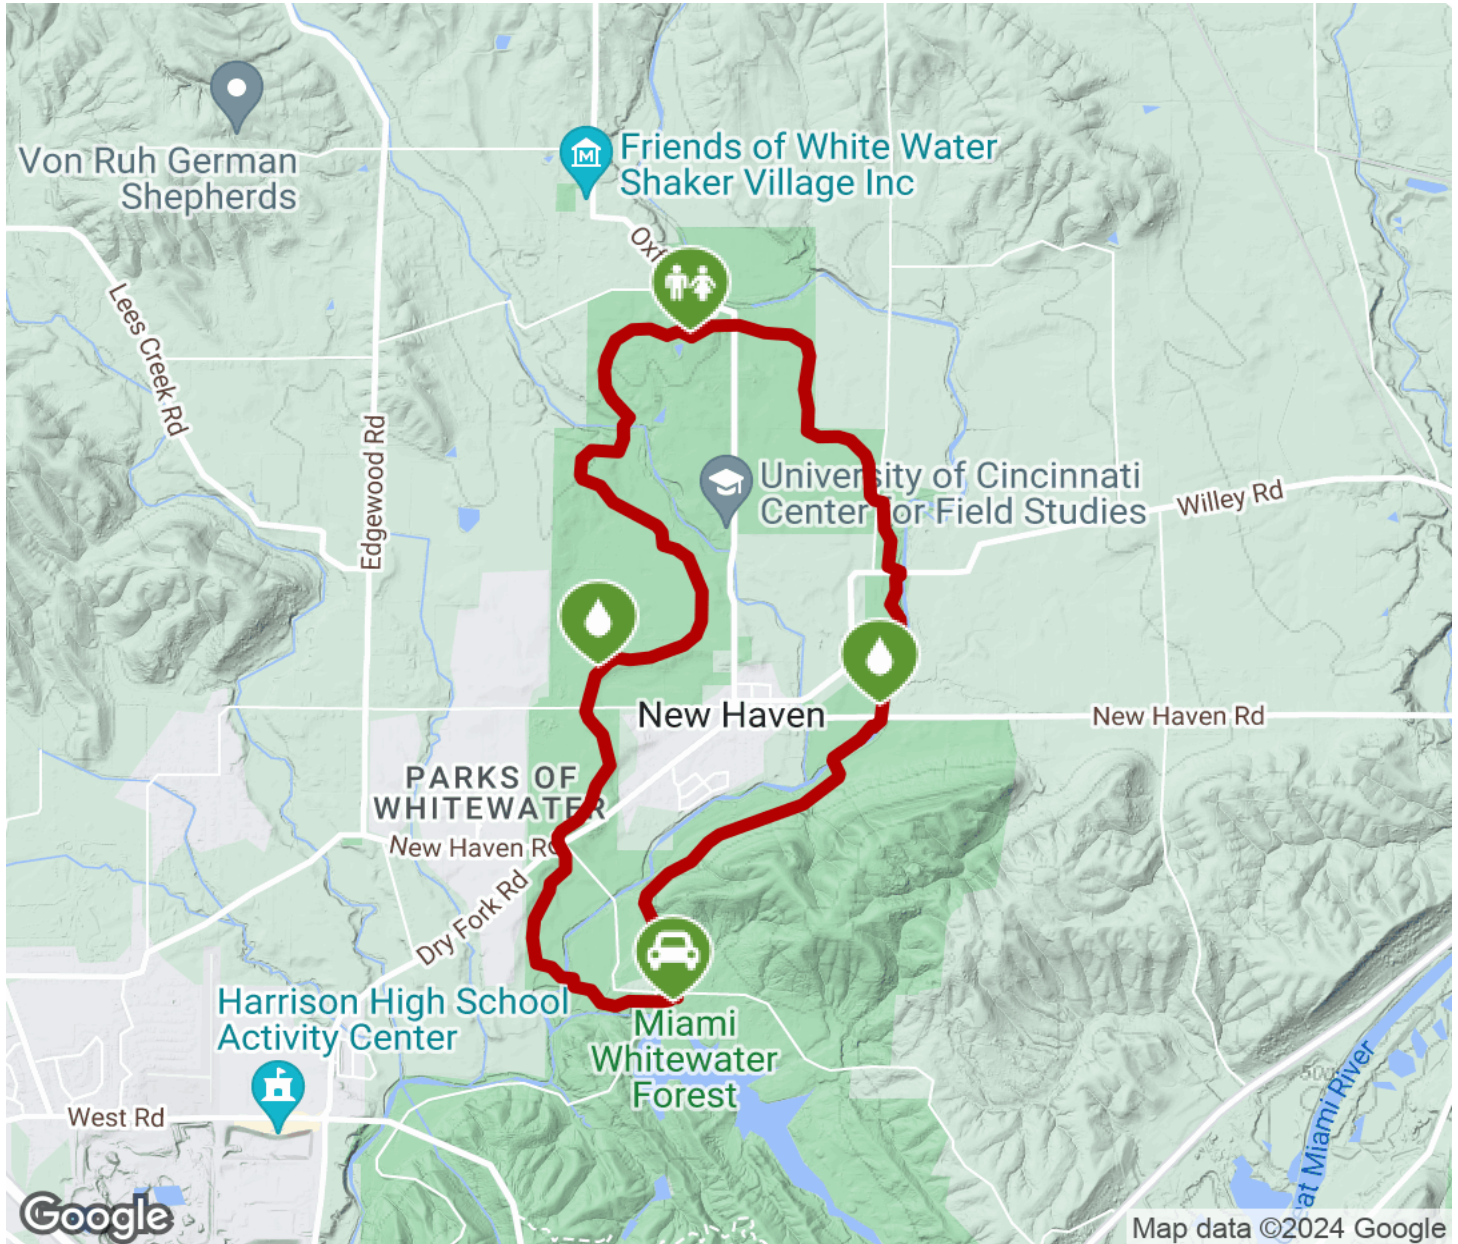 Friends of White Water
Shaker Village Inc
Von Ruh German
Shepherds
Lees Creek Rd
Edgewood Rd
University of Cincinnati
Center for Field Studies
Willey Rd
New Haven
New Haven Rd
PARKS OF
WHITEWATER
New Haven Rd
Dry Fork Rd
Harrison High School
Activity Center
Miami
Whitewater
Forest
West Rd
Miami River
Google
Map data ©2024 Google